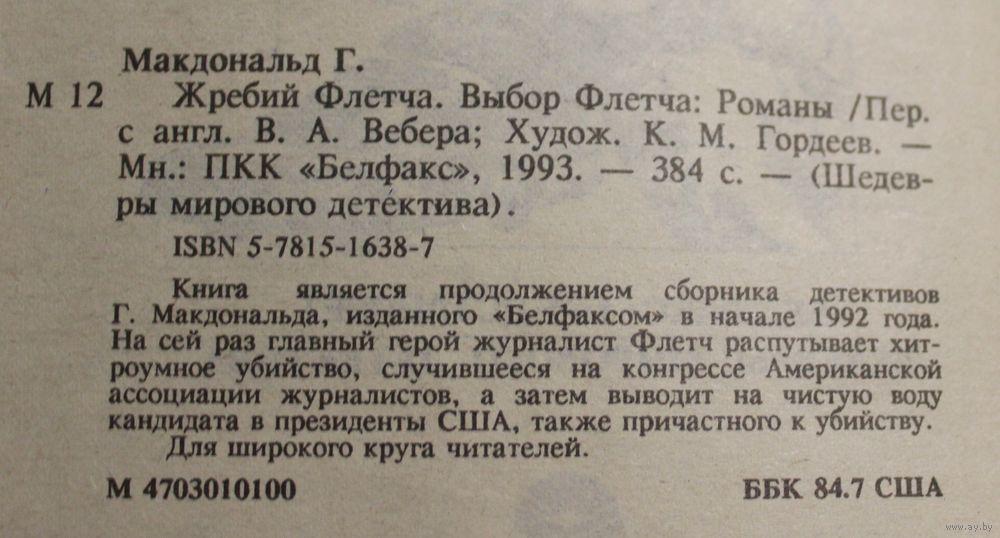 Макдональд Г.
М 12 Жребий Флетча. Выбор Флетча: Романы /Пер.
с англ. В. А. Вебера; Худож. К. М. Гордеев. —
Мн.: ПКК «Белфакс», 1993. — 384 с. — (Шедев-
ры мирового детектива).
ISBN 5-7815-1638-7
Книга является продолжением сборника детективов
Г. Макдональда, изданного «Белфаксом» в начале 1992 года.
На сей раз главный герой журналист Флетч распутывает хит-
роумное убийство, случившееся на конгрессе Американской
ассоциации журналистов, а затем выводит на чистую воду
кандидата в президенты США, также причастного к убийству.
Для широкого круга читателей.
М 4703010100 ББК 84.7 США
www.ay.by